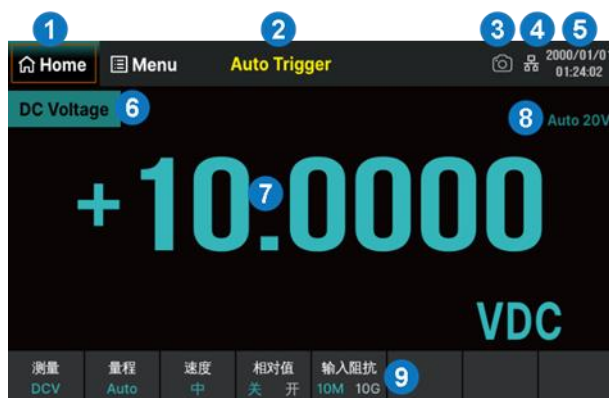 1
2
3
4
5
Home
Menu
Auto Trigger
2000/01/01
01:24:02
DC Voltage
6
8
Auto 20V
+10.0000
7
VDC
测量
量程
速度
相对值
输入阻抗
9
DCV
Auto
中
关 开
10M 10G